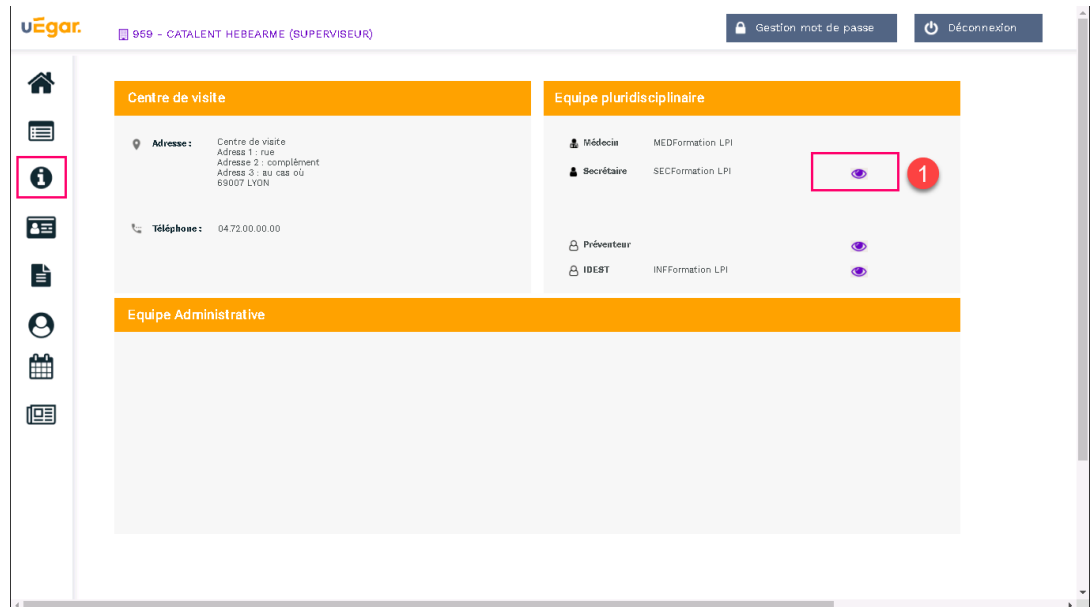 uEgar.
959 - CATALENT HEBEARME (SUPERVISEUR)
Gestion mot de passe
Déconnexion
Centre de visite
Adresse :
Centre de visite
Adress 1 : rue
Adresse 2 : complément
Adress 3 : au cas où
69007 LYON
Téléphone :
04.72.00.00.00
Equipe pluridisciplinaire
Médecin MEDFormation LPI
Secrétaire SECFormation LPI
1
Préventeur
IDEST INFFormation LPI
Equipe Administrative